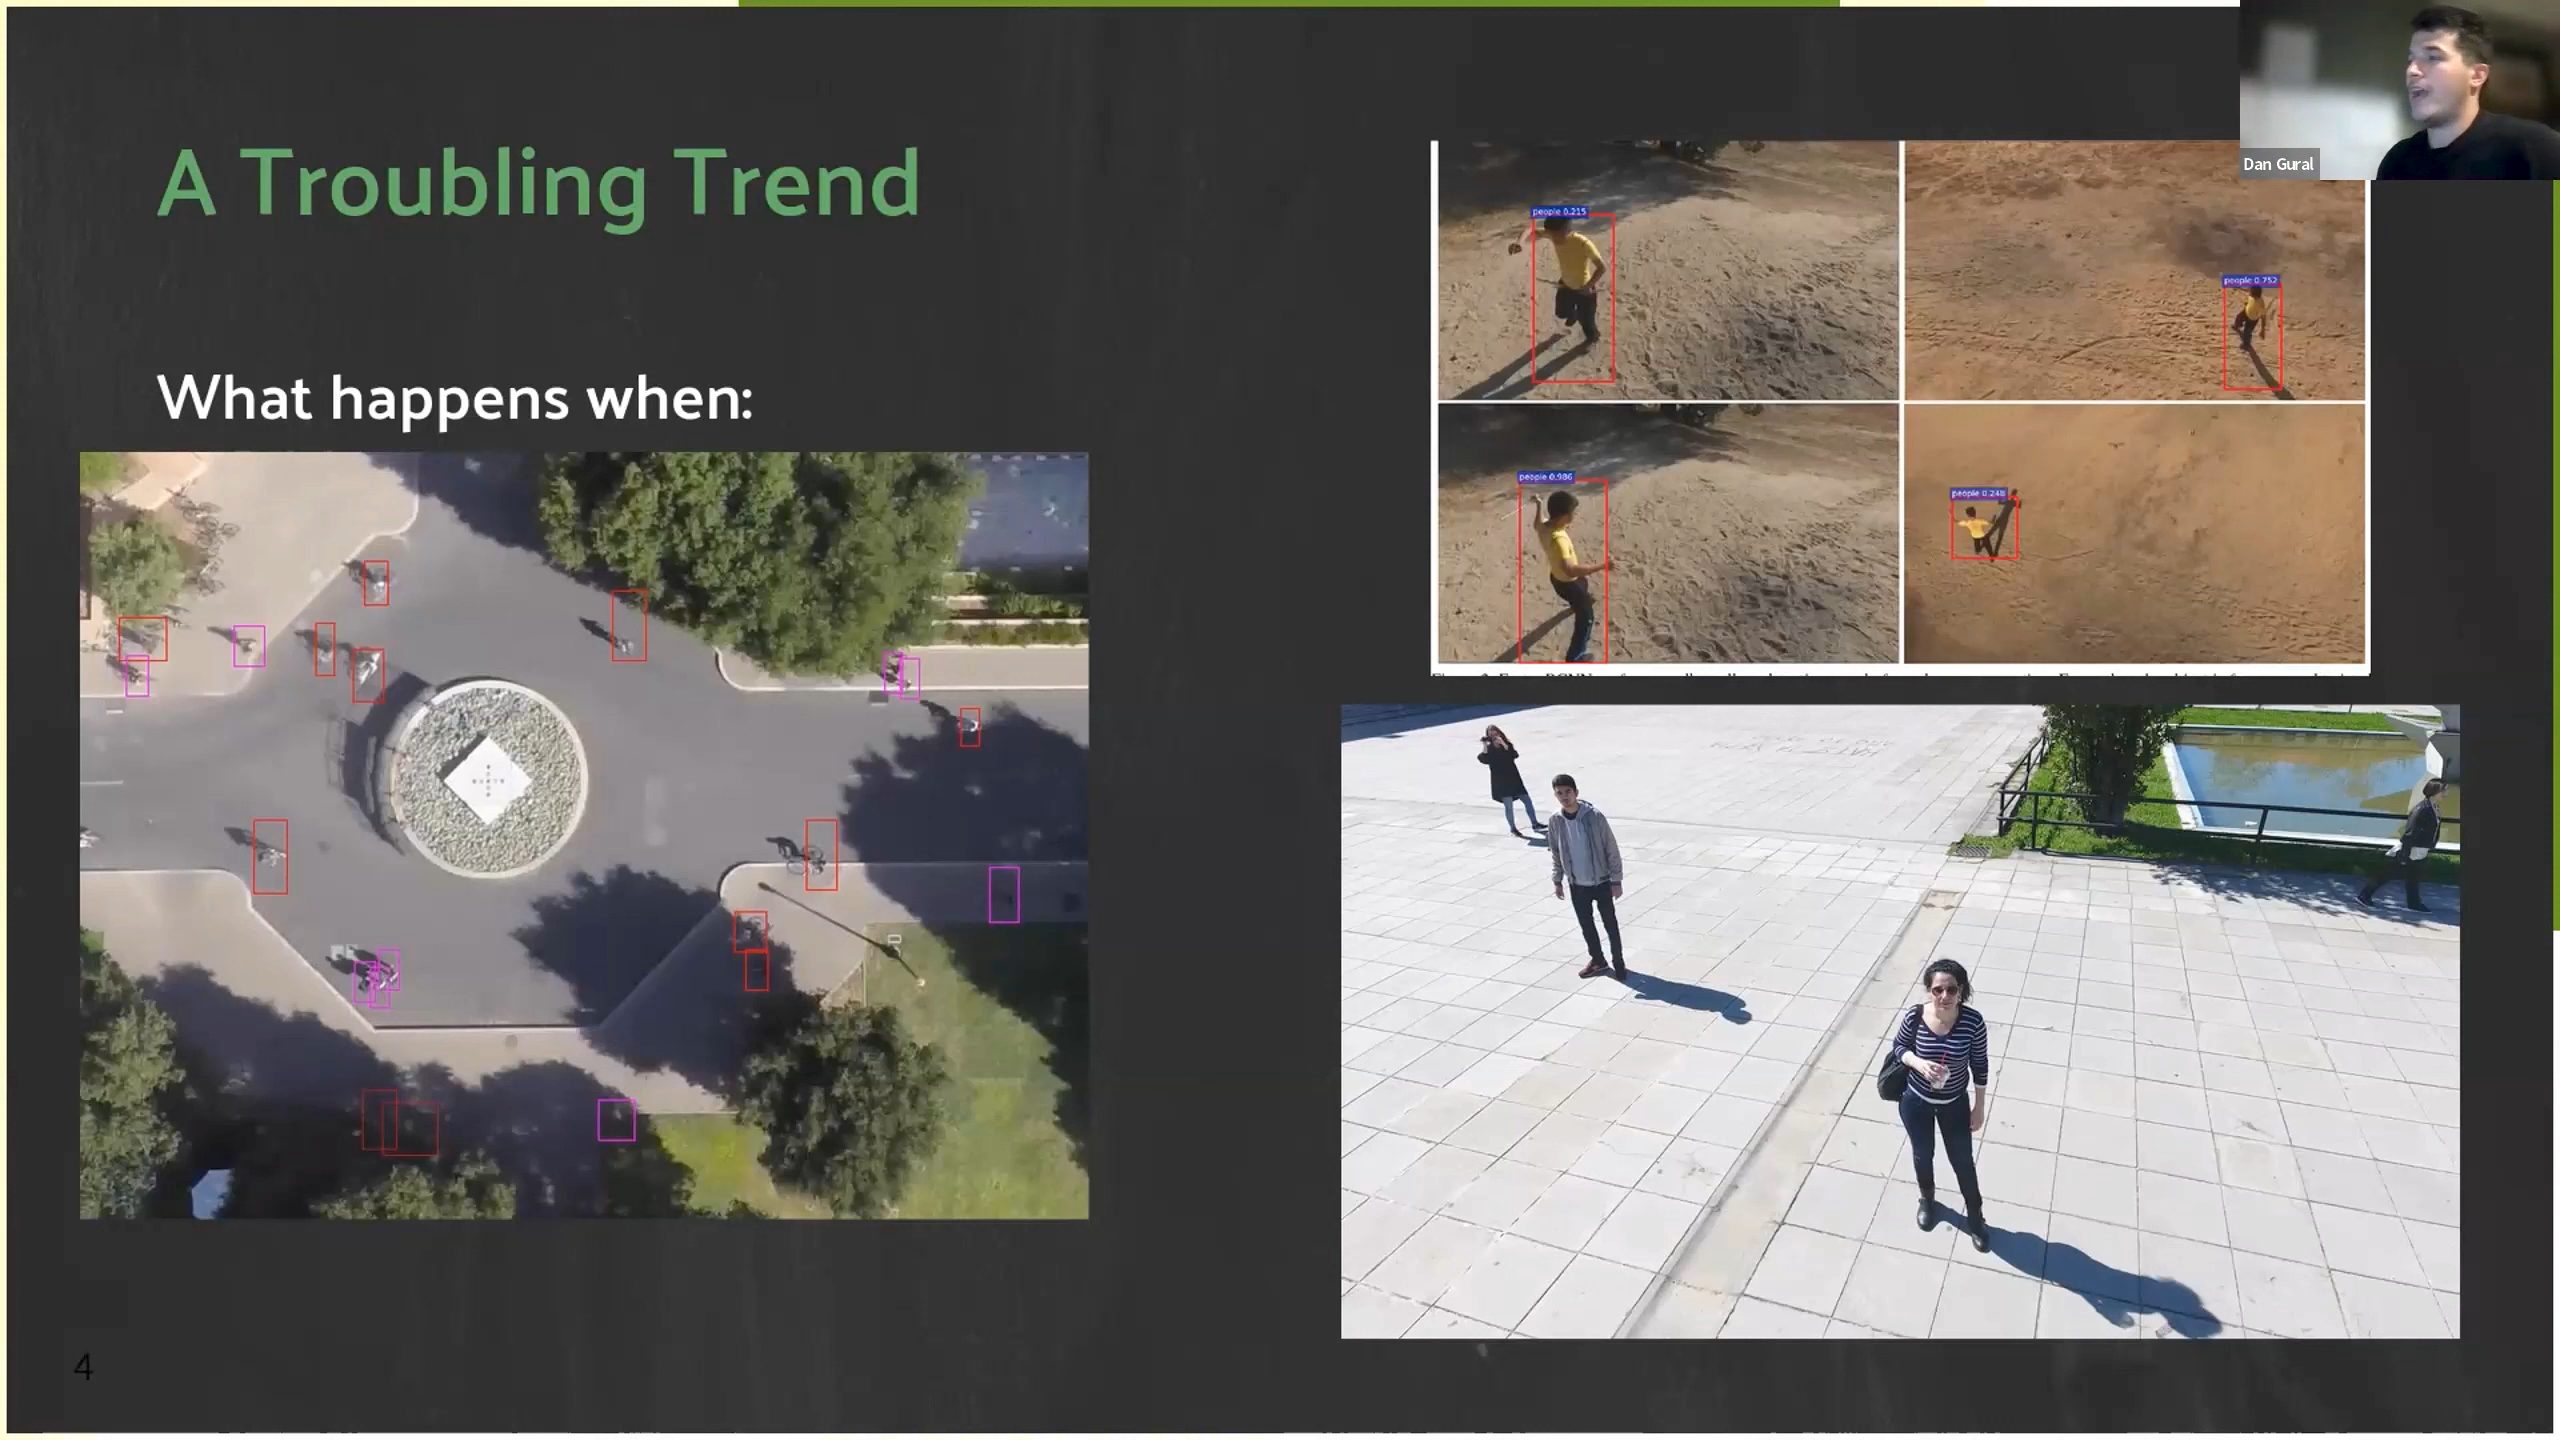 A Troubling Trend
Dan Gural
What happens when:
people 0.215
people 0.752
people 0.986
people 0.248
4